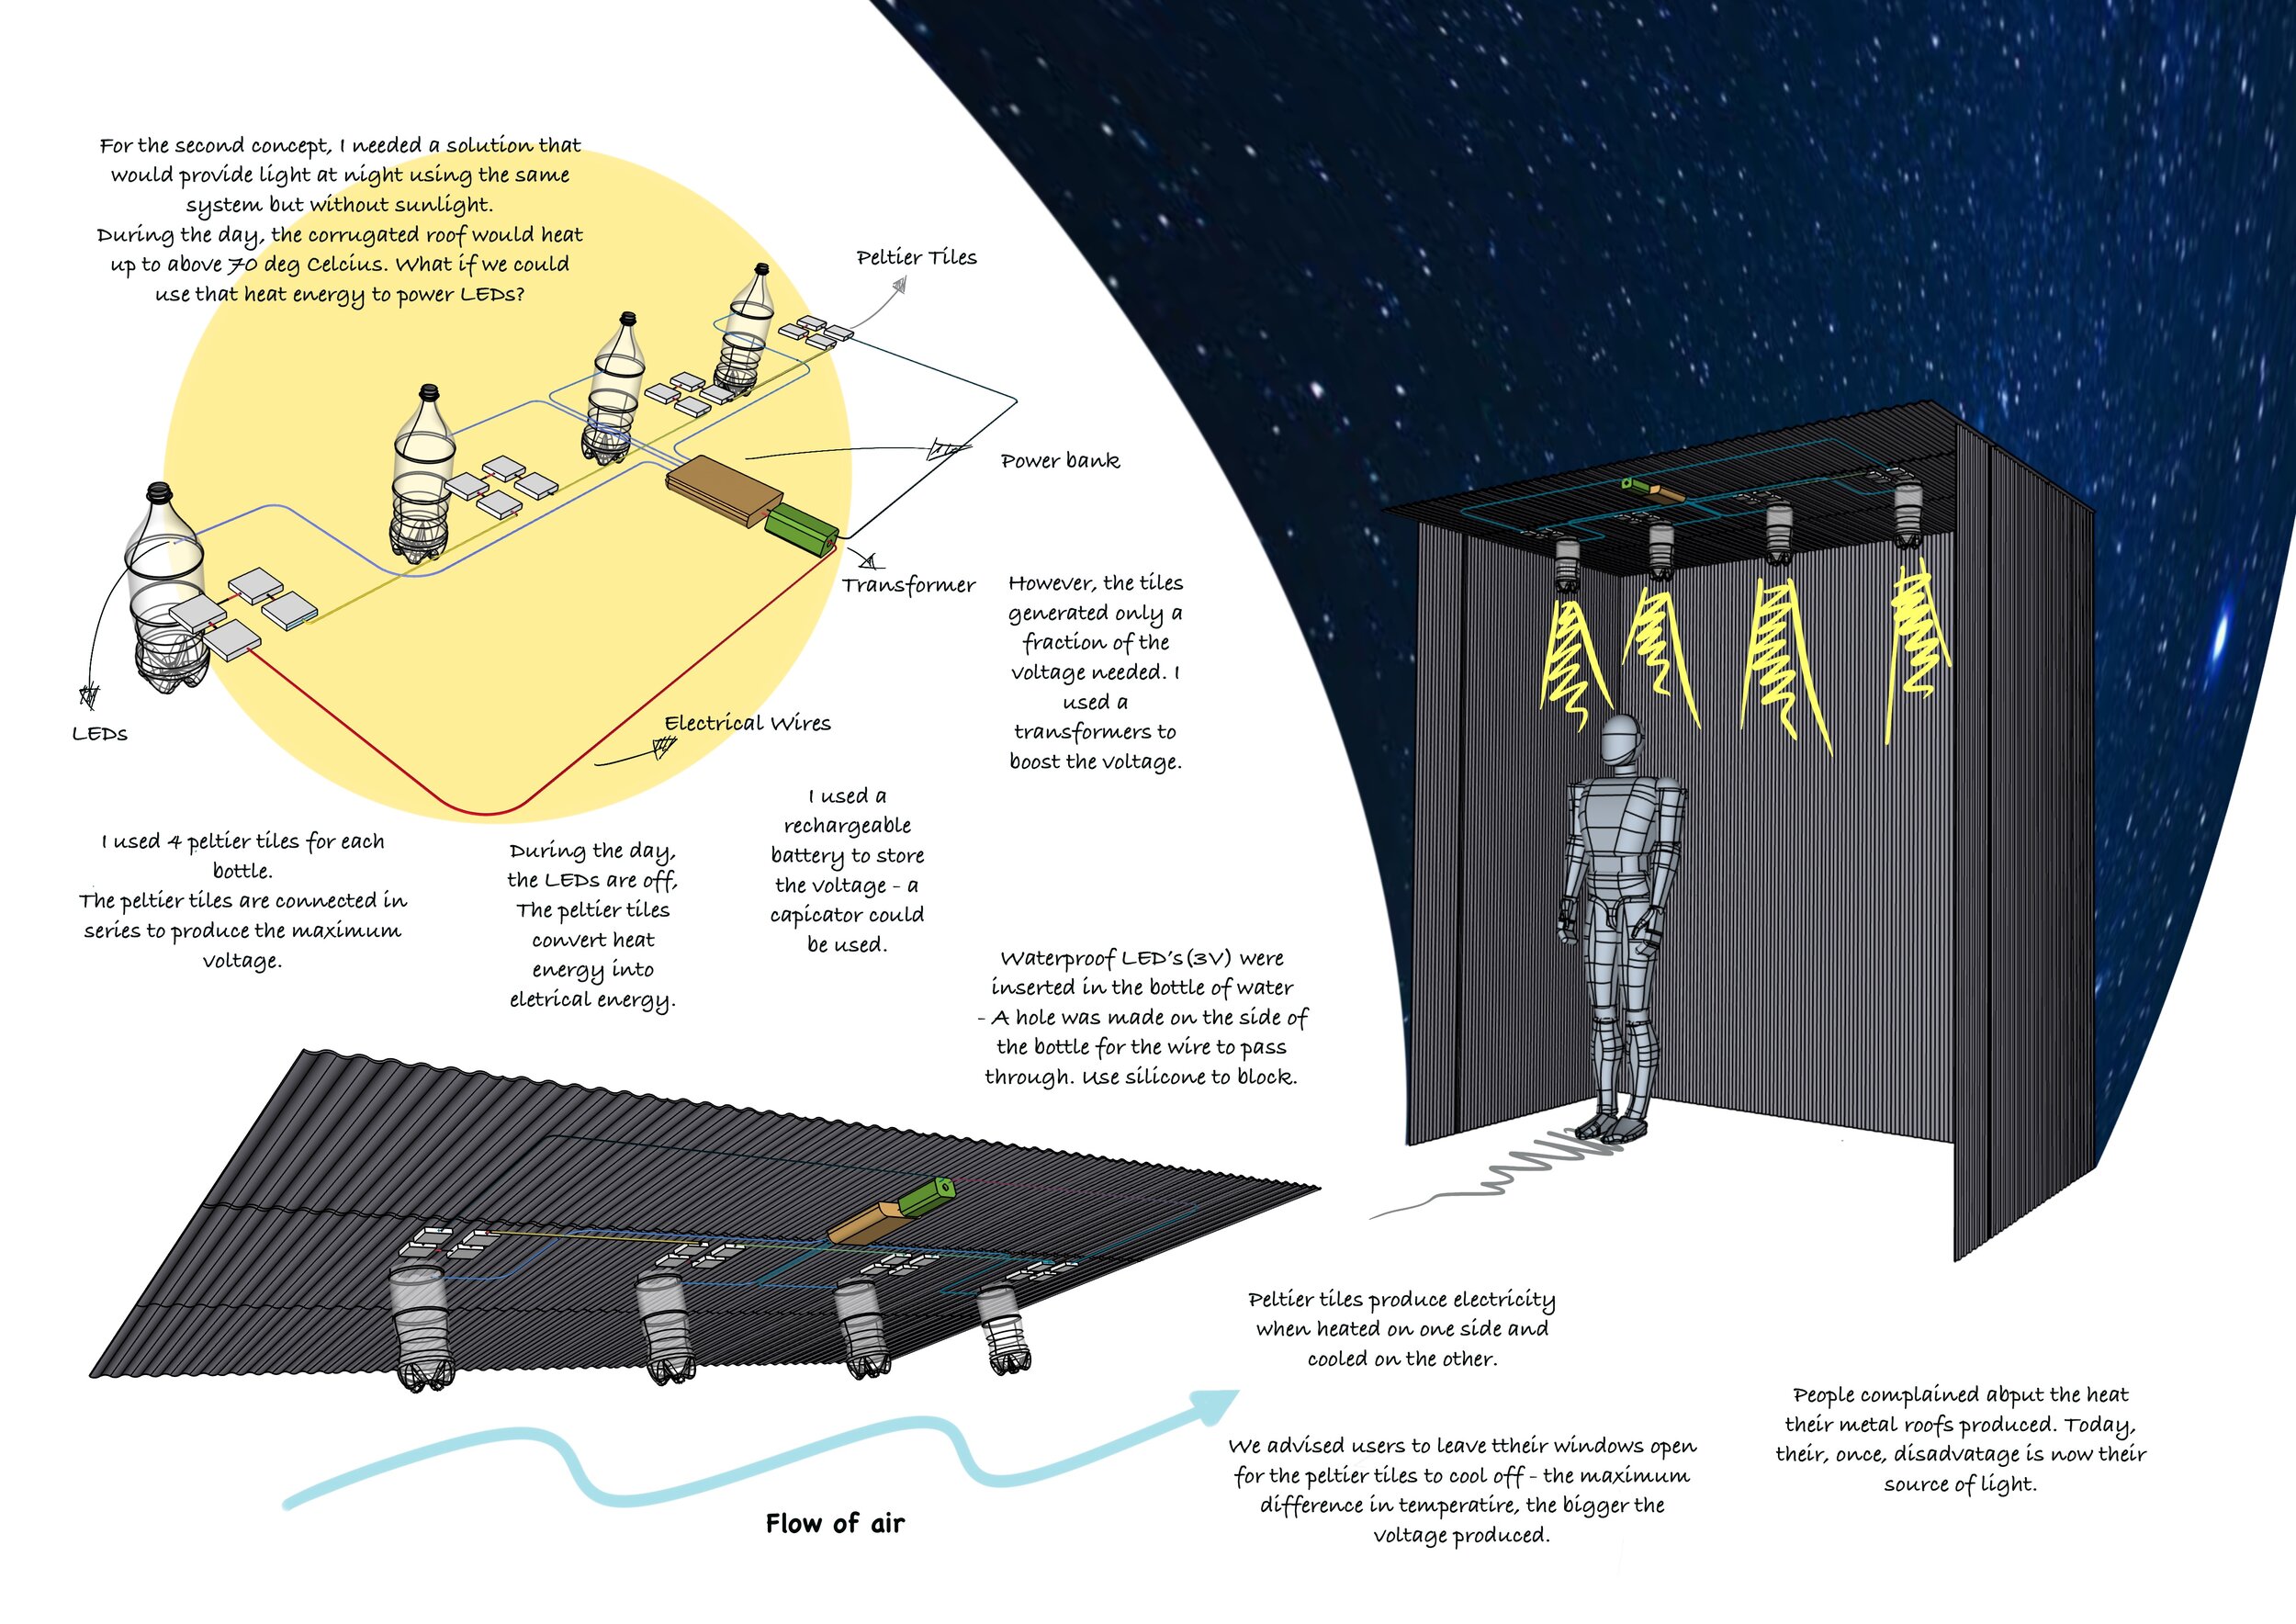 For the second concept, I needed a solution that
would provide light at night using the same
system but without sunlight.
During the day, the corrugated roof would heat
up to above 70 deg Celcius. What if we could
use that heat energy to power LEDs?
Peltier Tiles
Power bank
Transformer
LEDs
Electrical Wires
However, the tiles
generated only a
fraction of the
voltage needed. I
used a
transformers to
boost the voltage.
I used 4 peltier tiles for each
bottle.
The peltier tiles are connected in
series to produce the maximum
voltage.
During the day,
the LEDs are off,
The peltier tiles
convert heat
energy into
eletrical energy.
I used a
rechargeable
battery to store
the voltage - a
capicator could
be used.
Waterproof LED's(3V) were
inserted in the bottle of water
- A hole was made on the side of
the bottle for the wire to pass
through. Use silicone to block.
Flow of air
Peltier tiles produce electricity
when heated on one side and
cooled on the other.
We advised users to leave ttheir windows open
for the peltier tiles to cool off - the maximum
difference in temperatire, the bigger the
voltage produced.
People complained abput the heat
their metal roofs produced. Today,
their, once, disadvatage is now their
source of light.